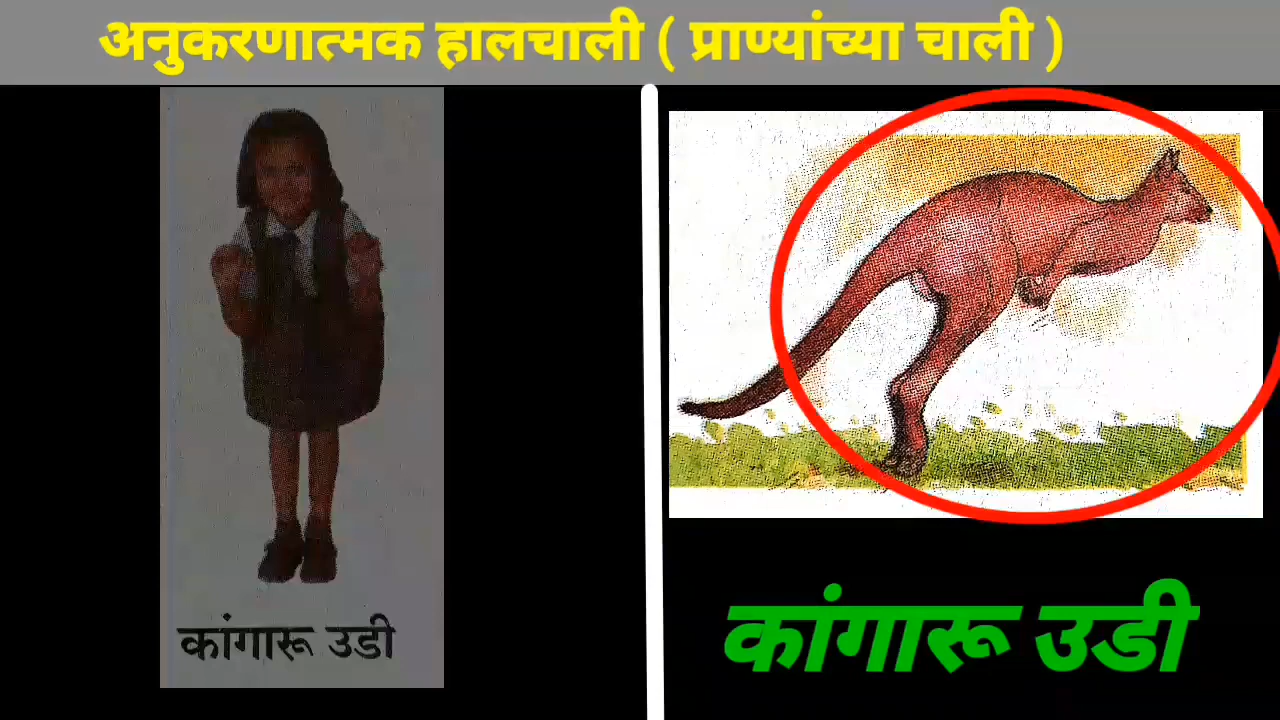 अनुकरणात्मक हालचाली ( प्राण्यांच्या चाली )
कांगारू उडी
कांगारू उडी